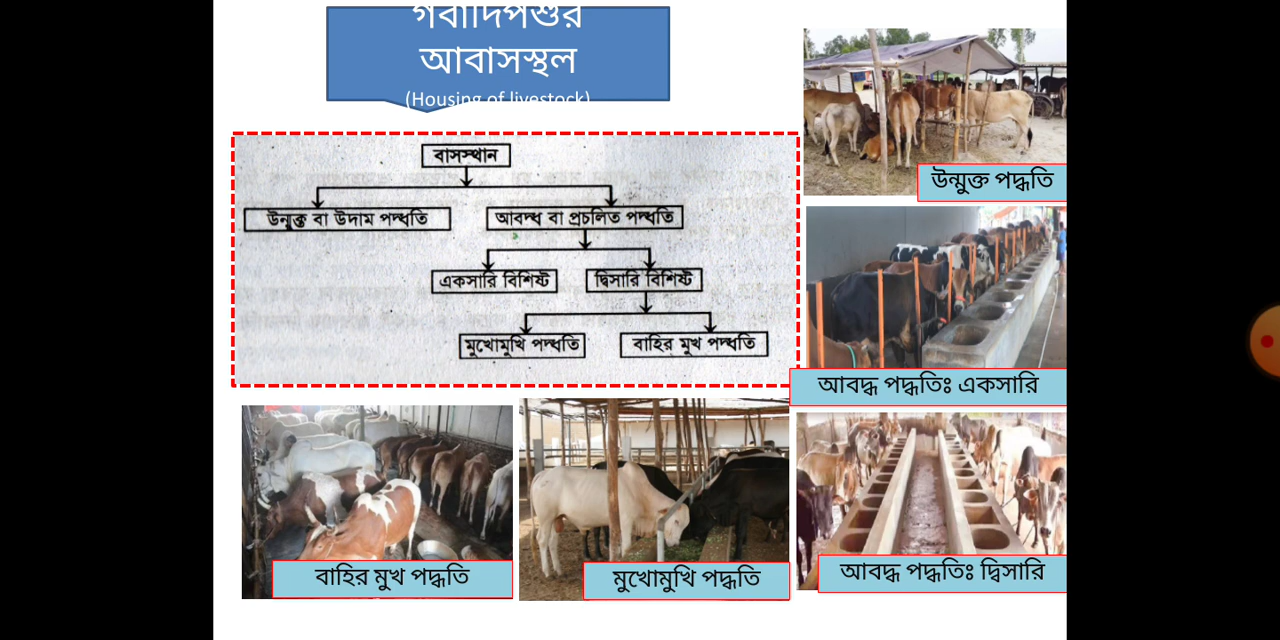 গবাদিপশুর
আবাসস্থল
(Housing of livestock)
বাসস্থান
উন্মুক্ত বা উদাম পদ্ধতি
আবদ্ধ বা প্রচলিত পদ্ধতি
একসারি বিশিষ্ট
দ্বিসারি বিশিষ্ট
মুখোমুখি পদ্ধতি
বাহির মুখ পদ্ধতি
উন্মুক্ত পদ্ধতি
আবদ্ধ পদ্ধতিঃ একসারি
বাহির মুখ পদ্ধতি
মুখোমুখি পদ্ধতি
আবদ্ধ পদ্ধতিঃ দ্বিসারি